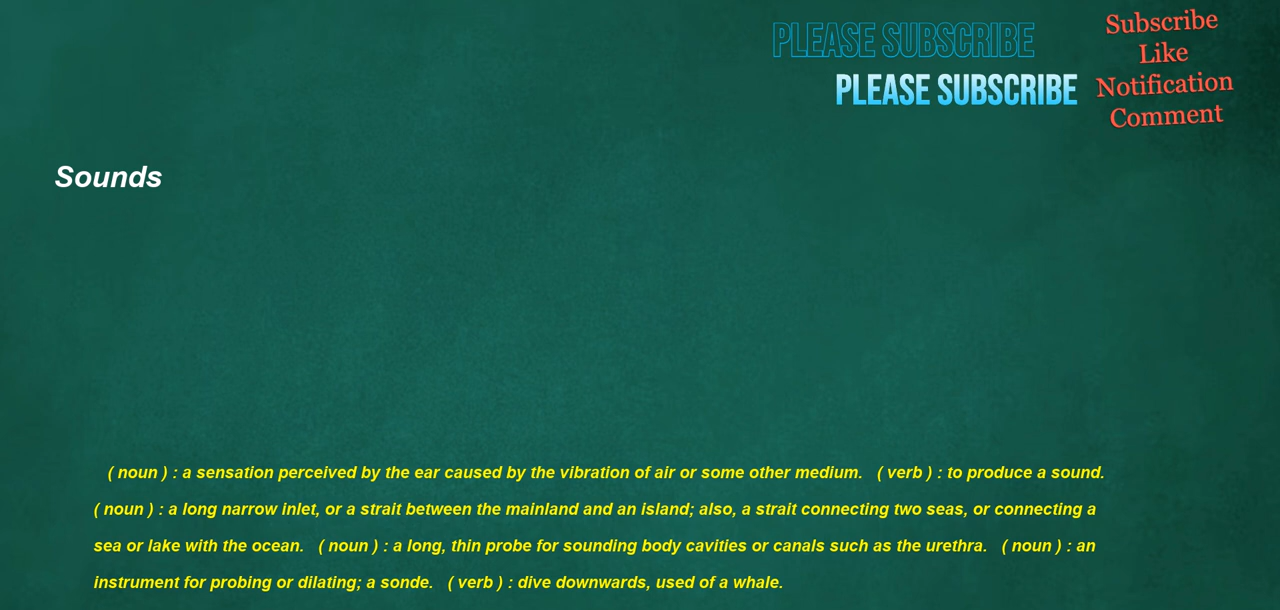 PLEASE SUBSCRIBE
PLEASE SUBSCRIBE
Subscribe
Like
Notification
Comment
Sounds
( noun ) : a sensation perceived by the ear caused by the vibration of air or some other medium. ( verb ) : to produce a sound.
( noun ) : a long narrow inlet, or a strait between the mainland and an island; also, a strait connecting two seas, or connecting a
sea or lake with the ocean. ( noun ) : a long, thin probe for sounding body cavities or canals such as the urethra. ( noun ) : an
instrument for probing or dilating; a sonde. ( verb ) : dive downwards, used of a whale.